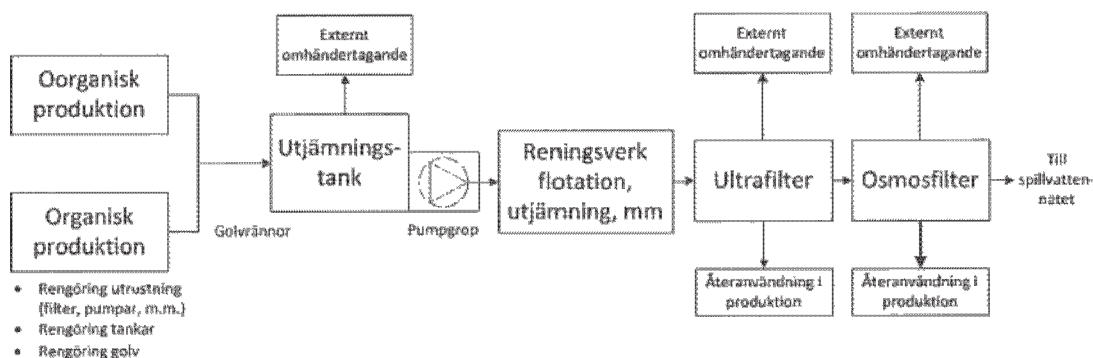 Oorganisk
produktion
Organisk
produktion
• Rengöring utrustning
(filter, pumpar, m.m.)
• Rengöring tankar
• Rengöring golv
Golvrännor
Externt
omhändertagande
Utjämnings-
tank
Pumpgrop
Reningsverk
flotation,
utjämning, mm
Externt
omhändertagande
Ultrafilter
Återanvändning i
produktion
Externt
omhändertagande
Osmosfilter
Återanvändning i
produktion
Till
spillvatten-
nätet